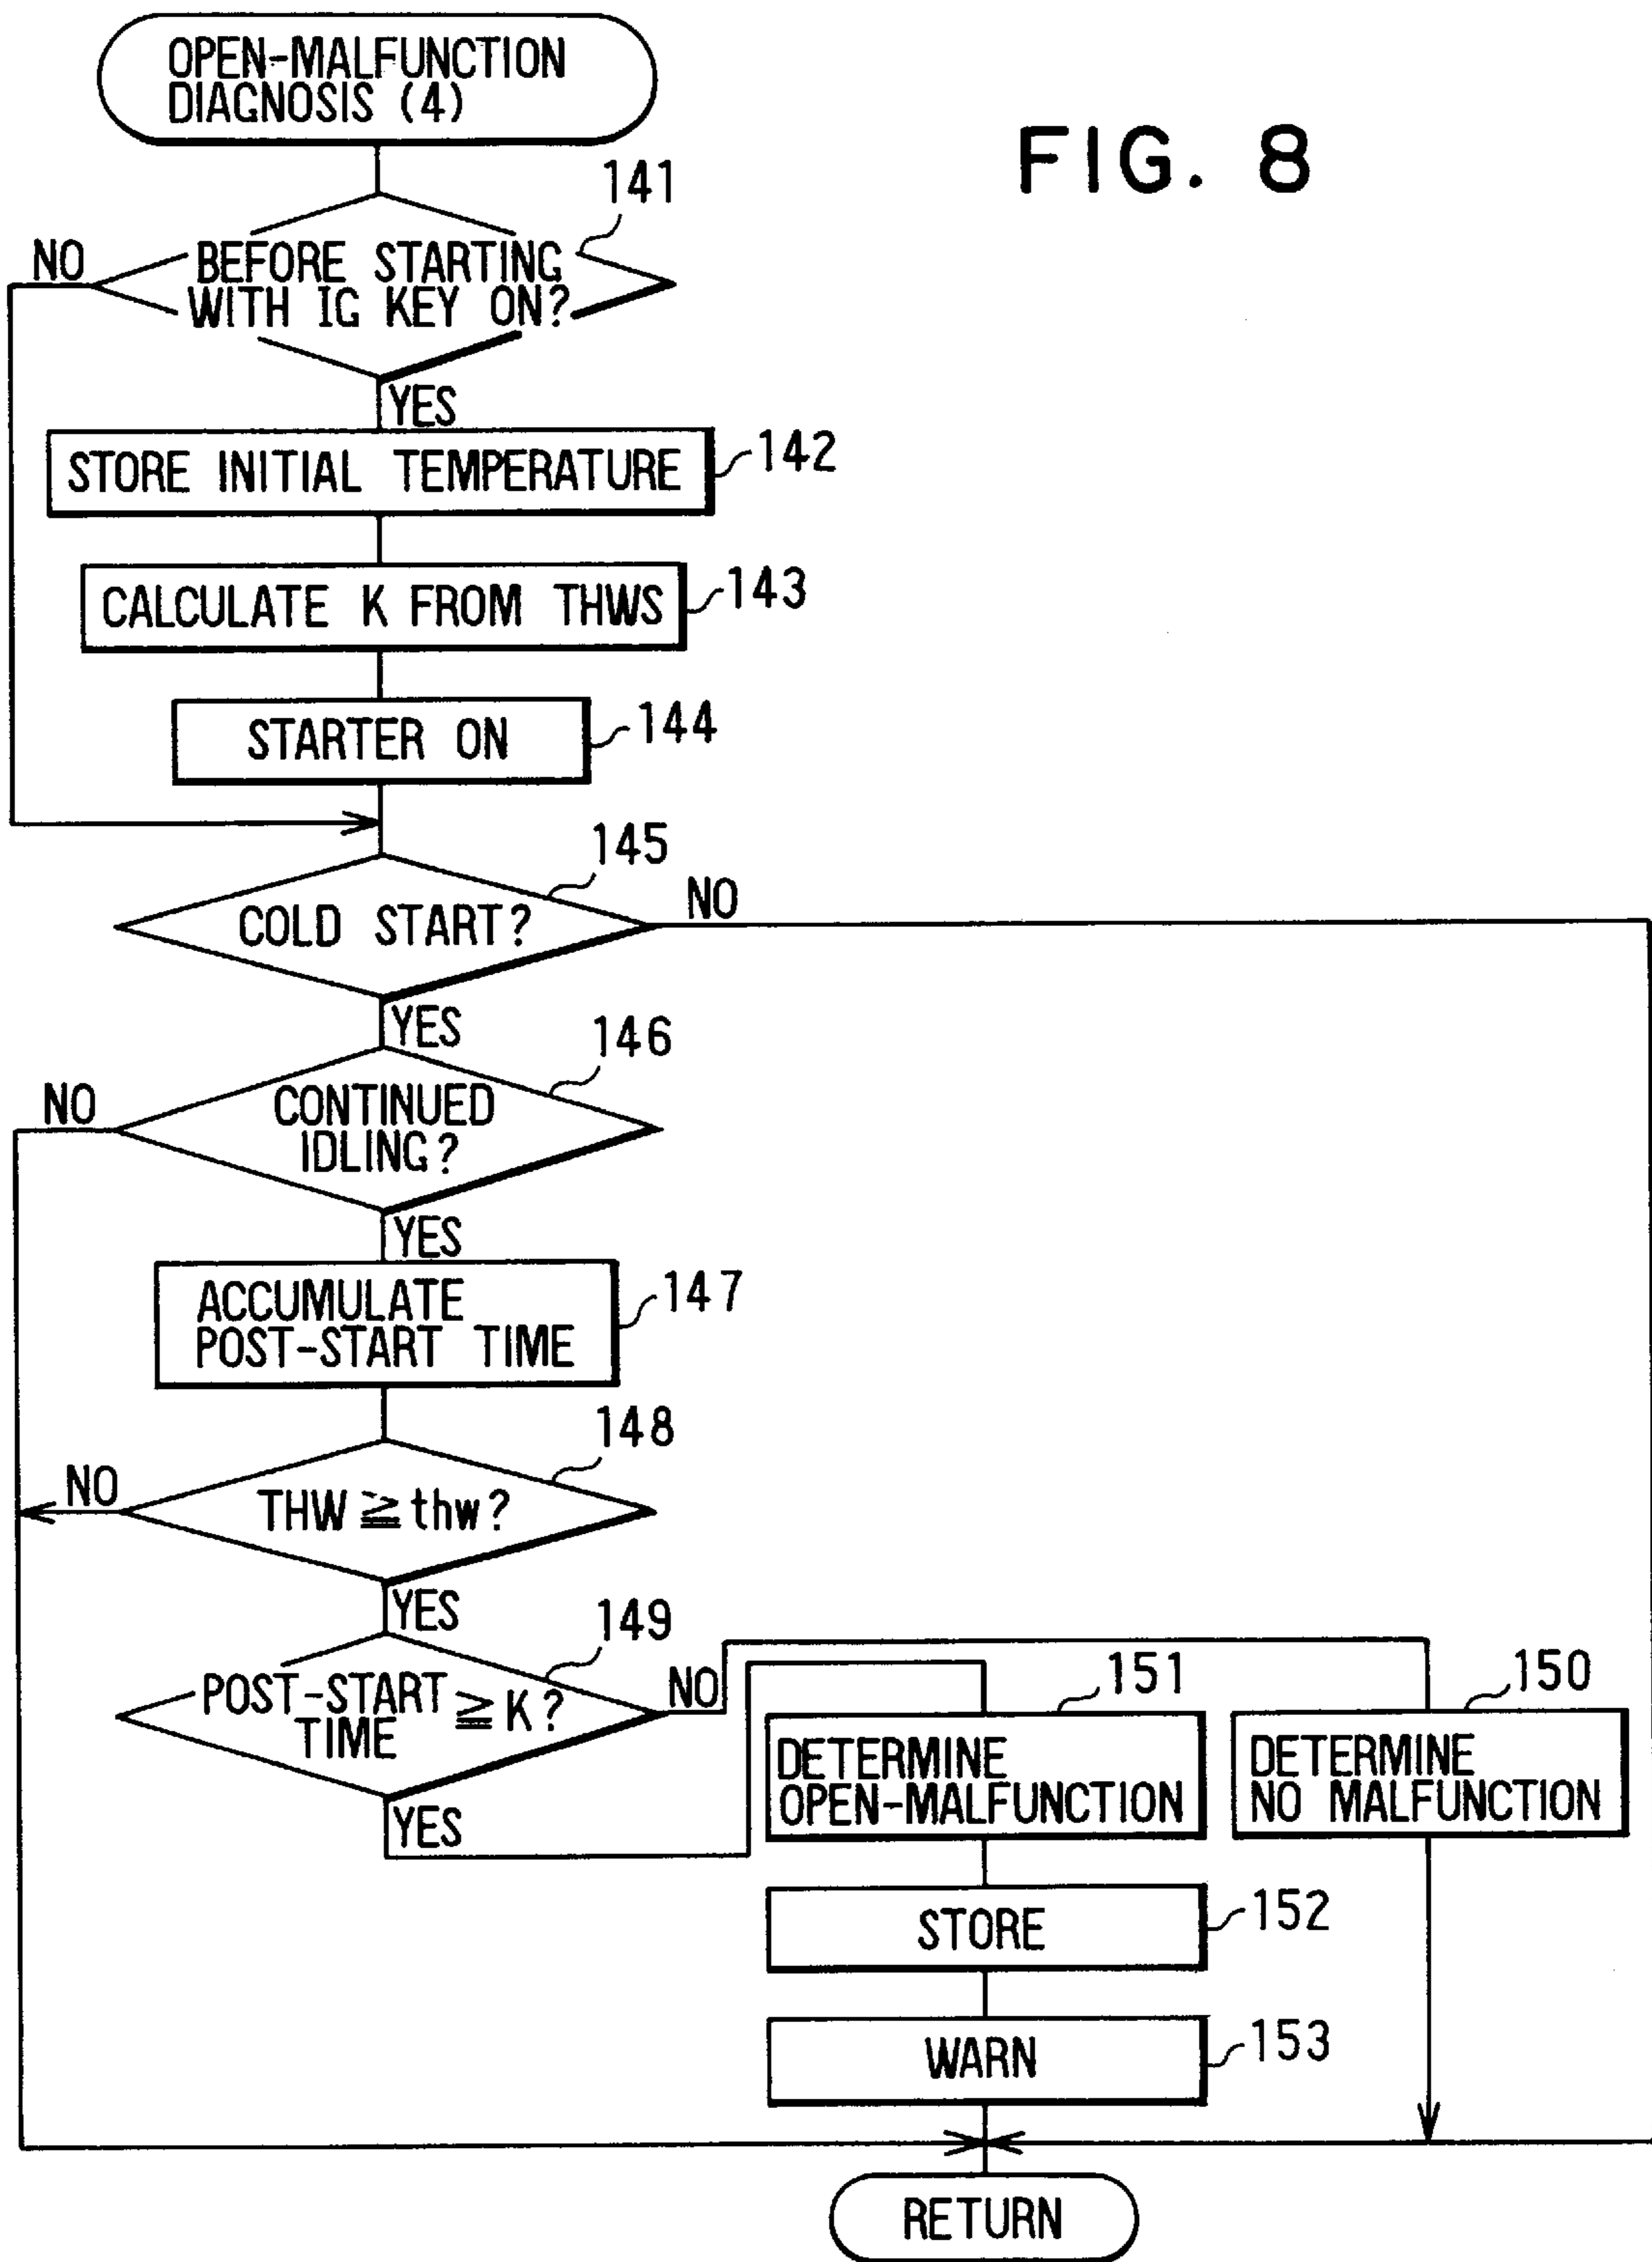 OPEN-MALFUNCTION
DIAGNOSIS (4)
FIG. 8
141
NO
BEFORE STARTING
WITH IG KEY ON?
YES
STORE INITIAL TEMPERATURE
142
CALCULATE K FROM THWS
143
STARTER ON
144
145
COLD START?
NO
YES
146
NO
CONTINUED
IDLING?
YES
ACCUMULATE
POST-START TIME
147
148
NO
THW ≧ thw?
YES
149
POST-START
TIME
≧ K?
NO
YES
151
DETERMINE
OPEN-MALFUNCTION
150
DETERMINE
NO MALFUNCTION
STORE
152
WARN
153
RETURN